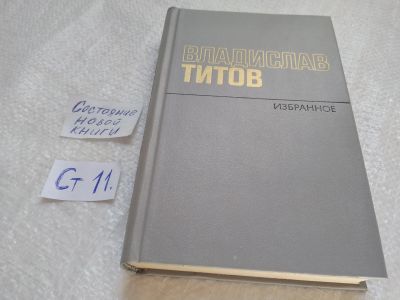 ВЛАДИСЛАВ
ТИТОВ
ИЗБРАННОЕ
Состояние
новой
книги
Ст 11.